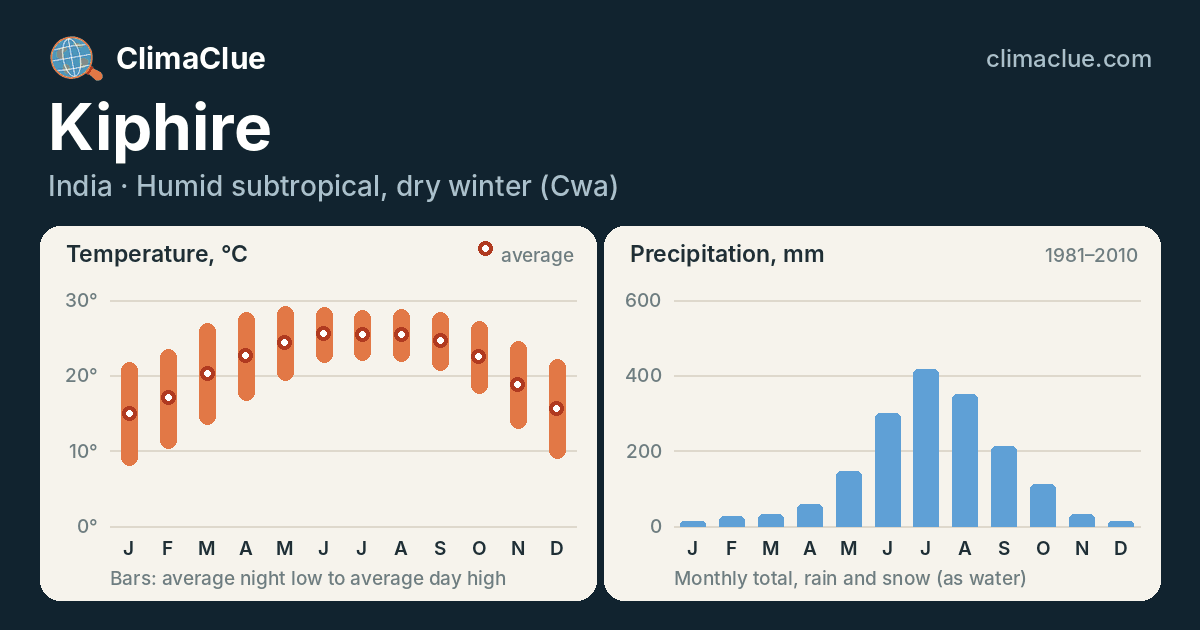 ClimaClue
climaclue.com
Kiphire
India · Humid subtropical, dry winter (Cwa)
Temperature, °C
average
30°
20°
10°
0°
J F M A M J J A S O N D
Bars: average night low to average day high
Precipitation, mm
1981–2010
600
400
200
0
J F M A M J J A S O N D
Monthly total, rain and snow (as water)